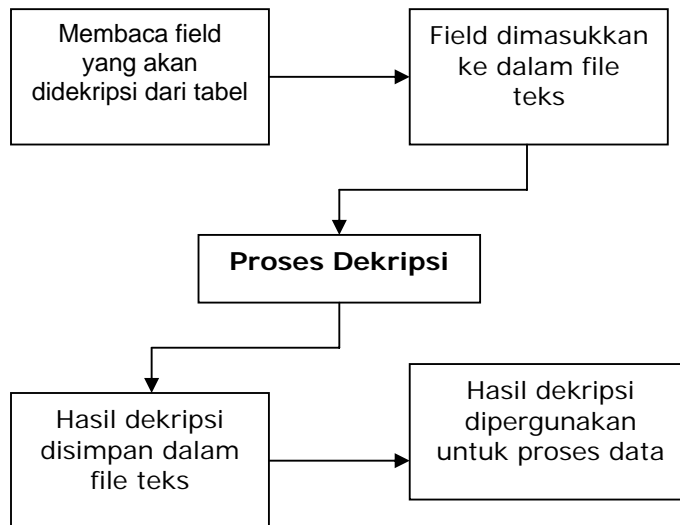 Membaca field
yang akan
didekripsi dari tabel
Field dimasukkan
ke dalam file
teks
Proses Dekripsi
Hasil dekripsi
disimpan dalam
file teks
Hasil dekripsi
dipergunakan
untuk proses data